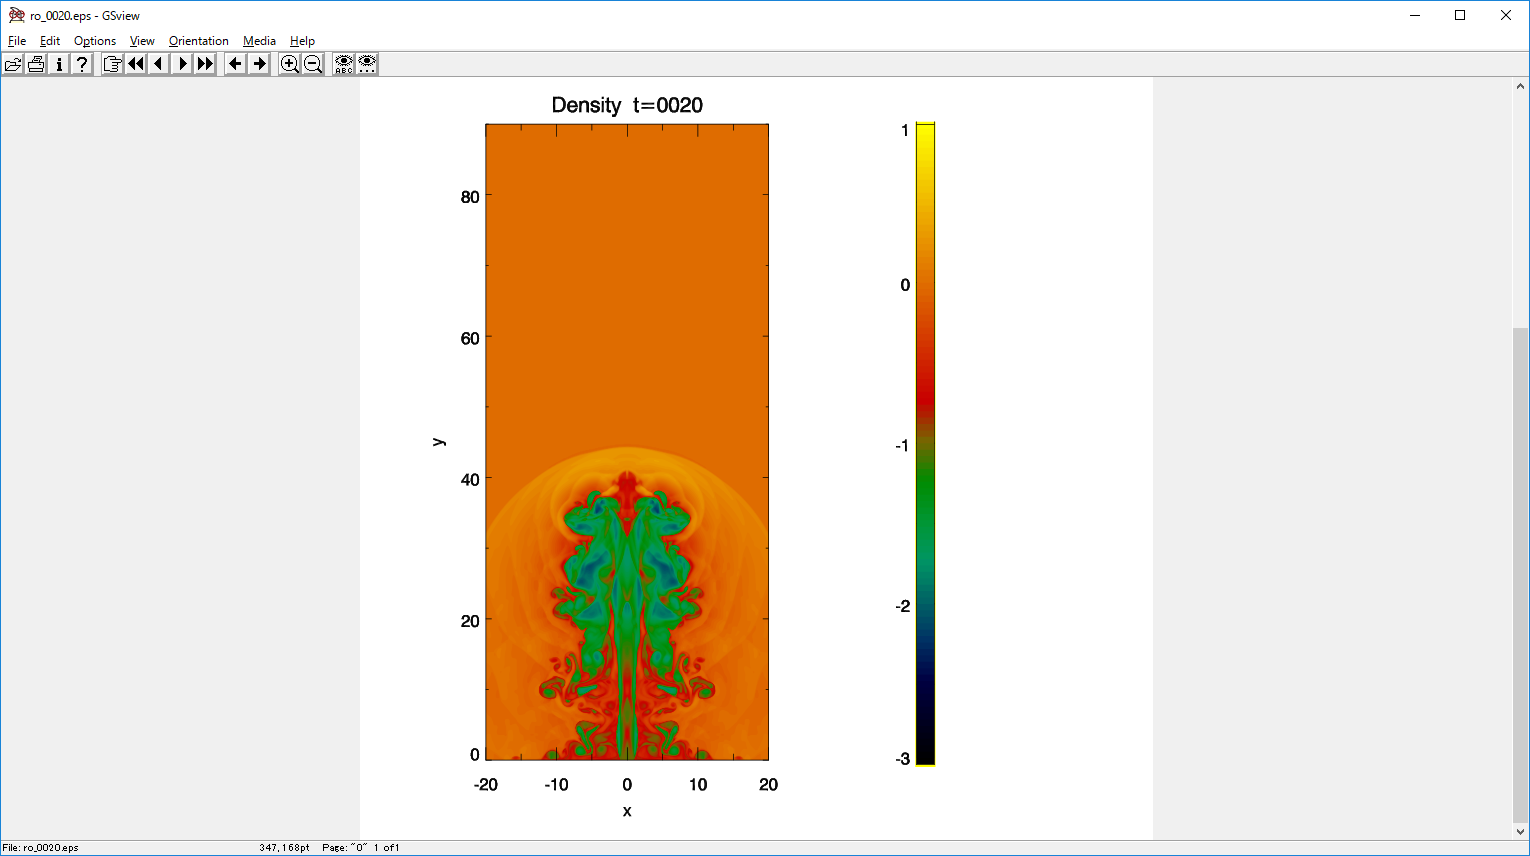 ro_0020.eps - GSview
File Edit Options View Orientation Media Help
i ? ABC
Density t=0020
80
60
40
20
0
y
-20 -10 0 10 20
x
1
0
-1
-2
-3
File: ro_0020.eps 347,168pt Page: "0" 1 of 1